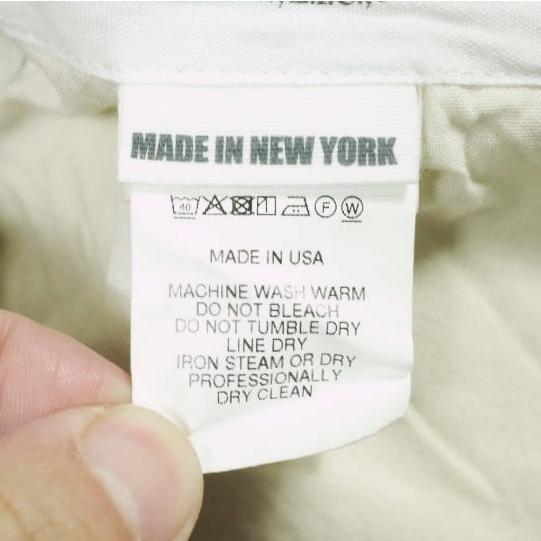 MADE IN NEW YORK
40 F W
MADE IN USA
MACHINE WASH WARM
DO NOT BLEACH
DO NOT TUMBLE DRY
LINE DRY
IRON STEAM OR DRY
PROFESSIONALLY
DRY CLEAN